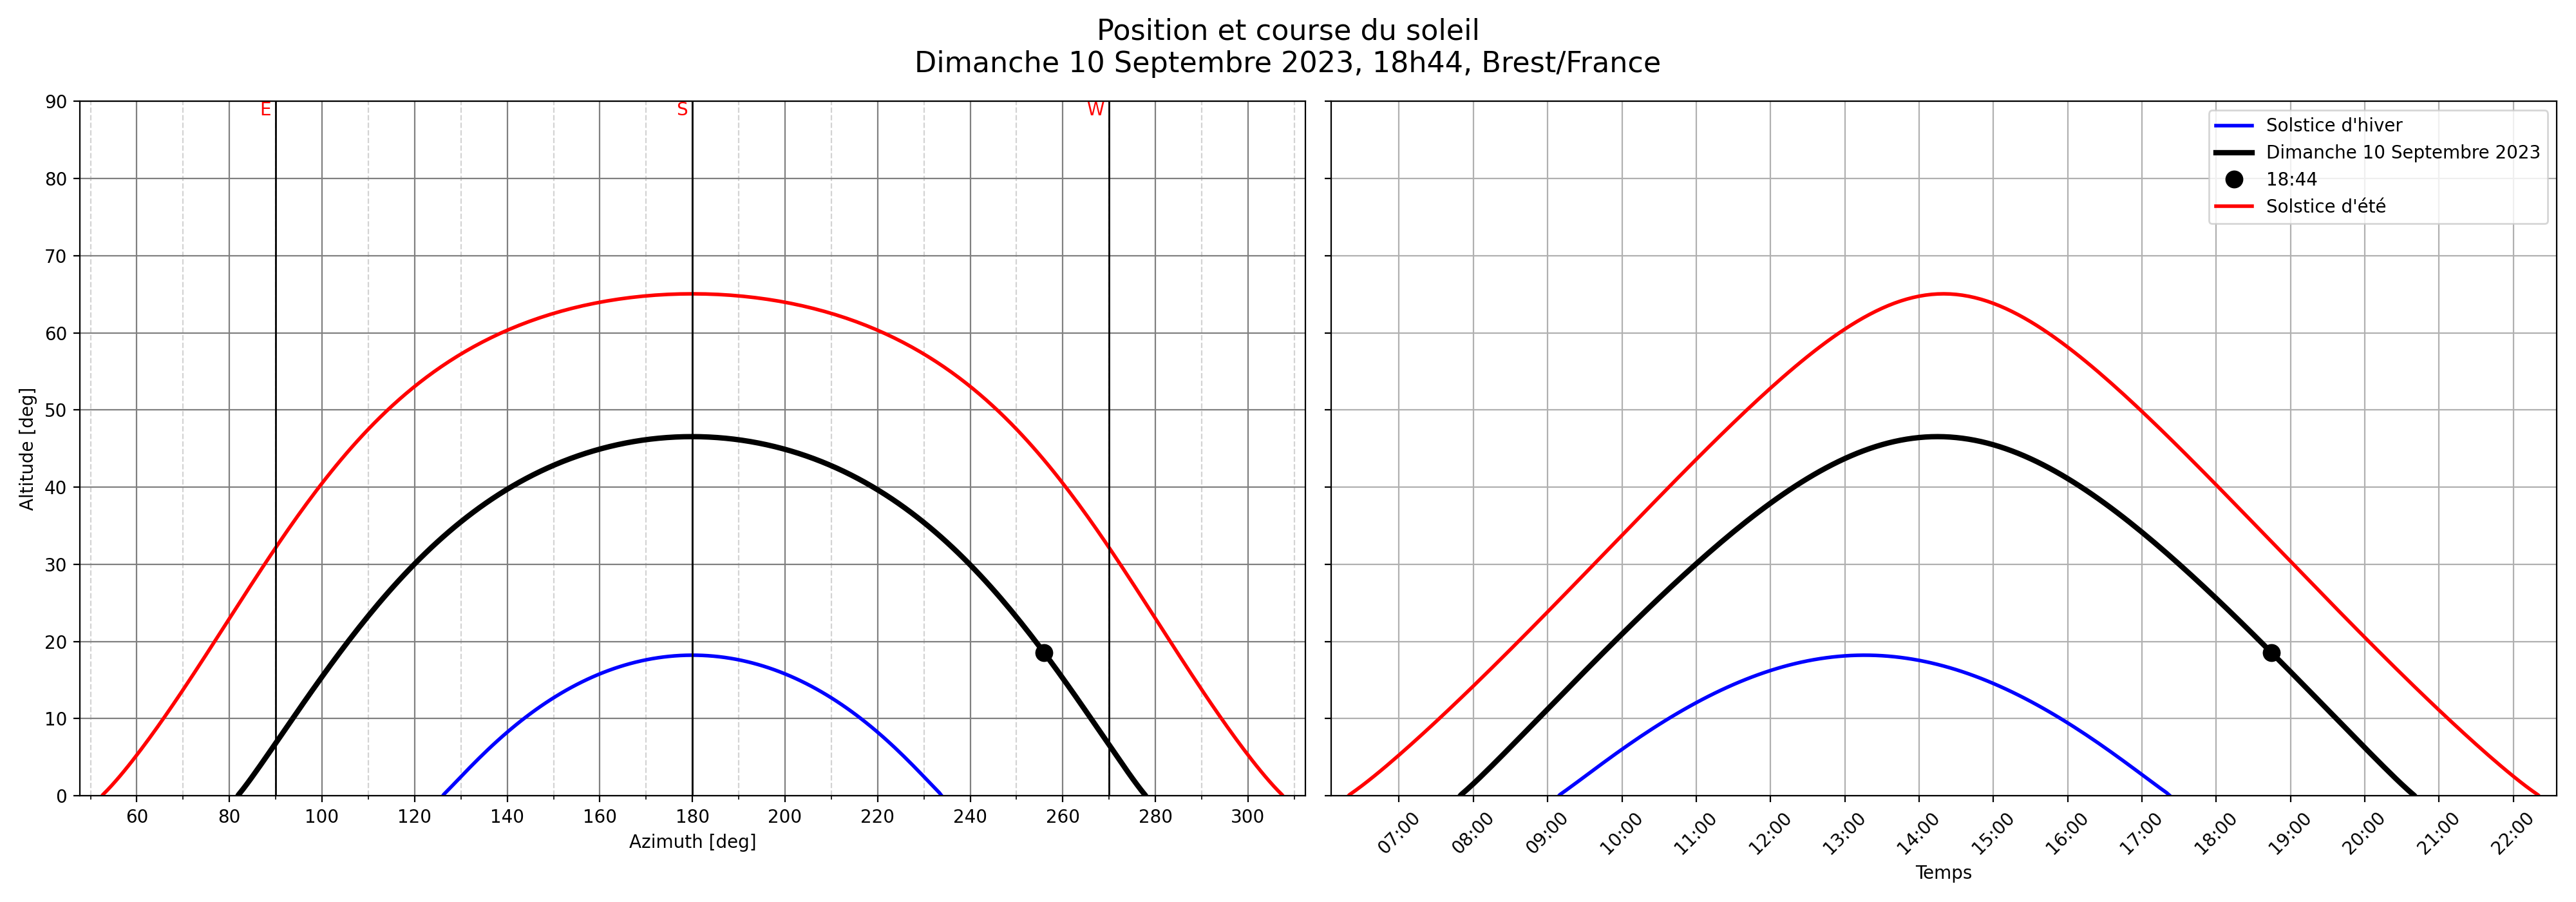 Position et course du soleil
Dimanche 10 Septembre 2023, 18h44, Brest/France
E S W
90
80
70
60
50
40
30
20
10
0
Altitude [deg]
60 80 100 120 140 160 180 200 220 240 260 280 300
Azimuth [deg]
Solstice d'hiver
Dimanche 10 Septembre 2023
18:44
Solstice d'été
07:00 08:00 09:00 10:00 11:00 12:00 13:00 14:00 15:00 16:00 17:00 18:00 19:00 20:00 21:00 22:00
Temps